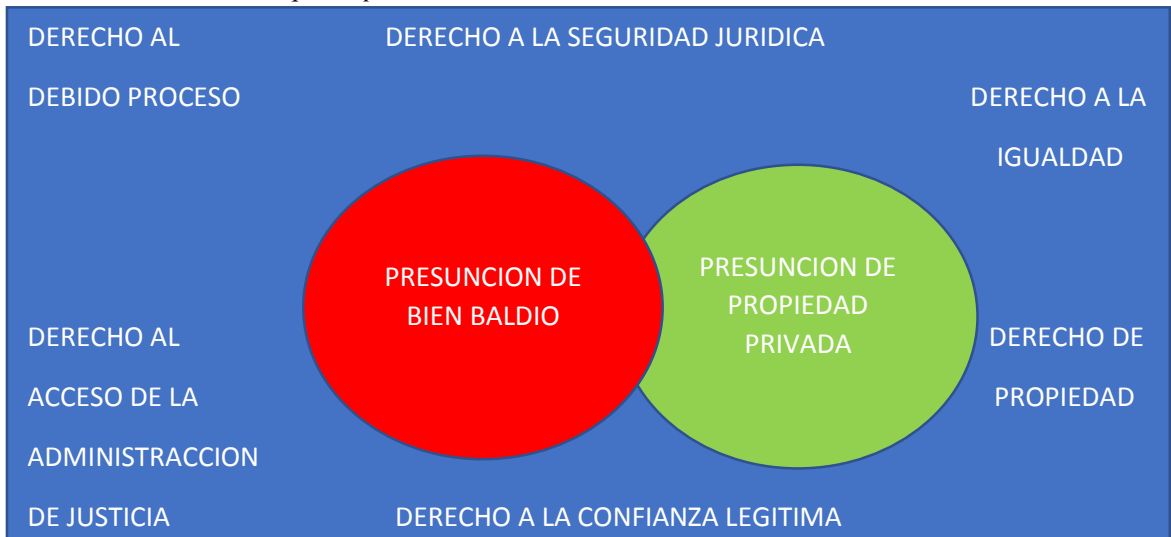 DERECHO AL
DEBIDO PROCESO
DERECHO A LA SEGURIDAD JURIDICA
DERECHO A LA
IGUALDAD
PRESUNCION DE
BIEN BALDIO
PRESUNCION DE
PROPIEDAD
PRIVADA
DERECHO AL
ACCESO DE LA
ADMINISTRACCION
DE JUSTICIA
DERECHO DE
PROPIEDAD
DERECHO A LA CONFIANZA LEGITIMA